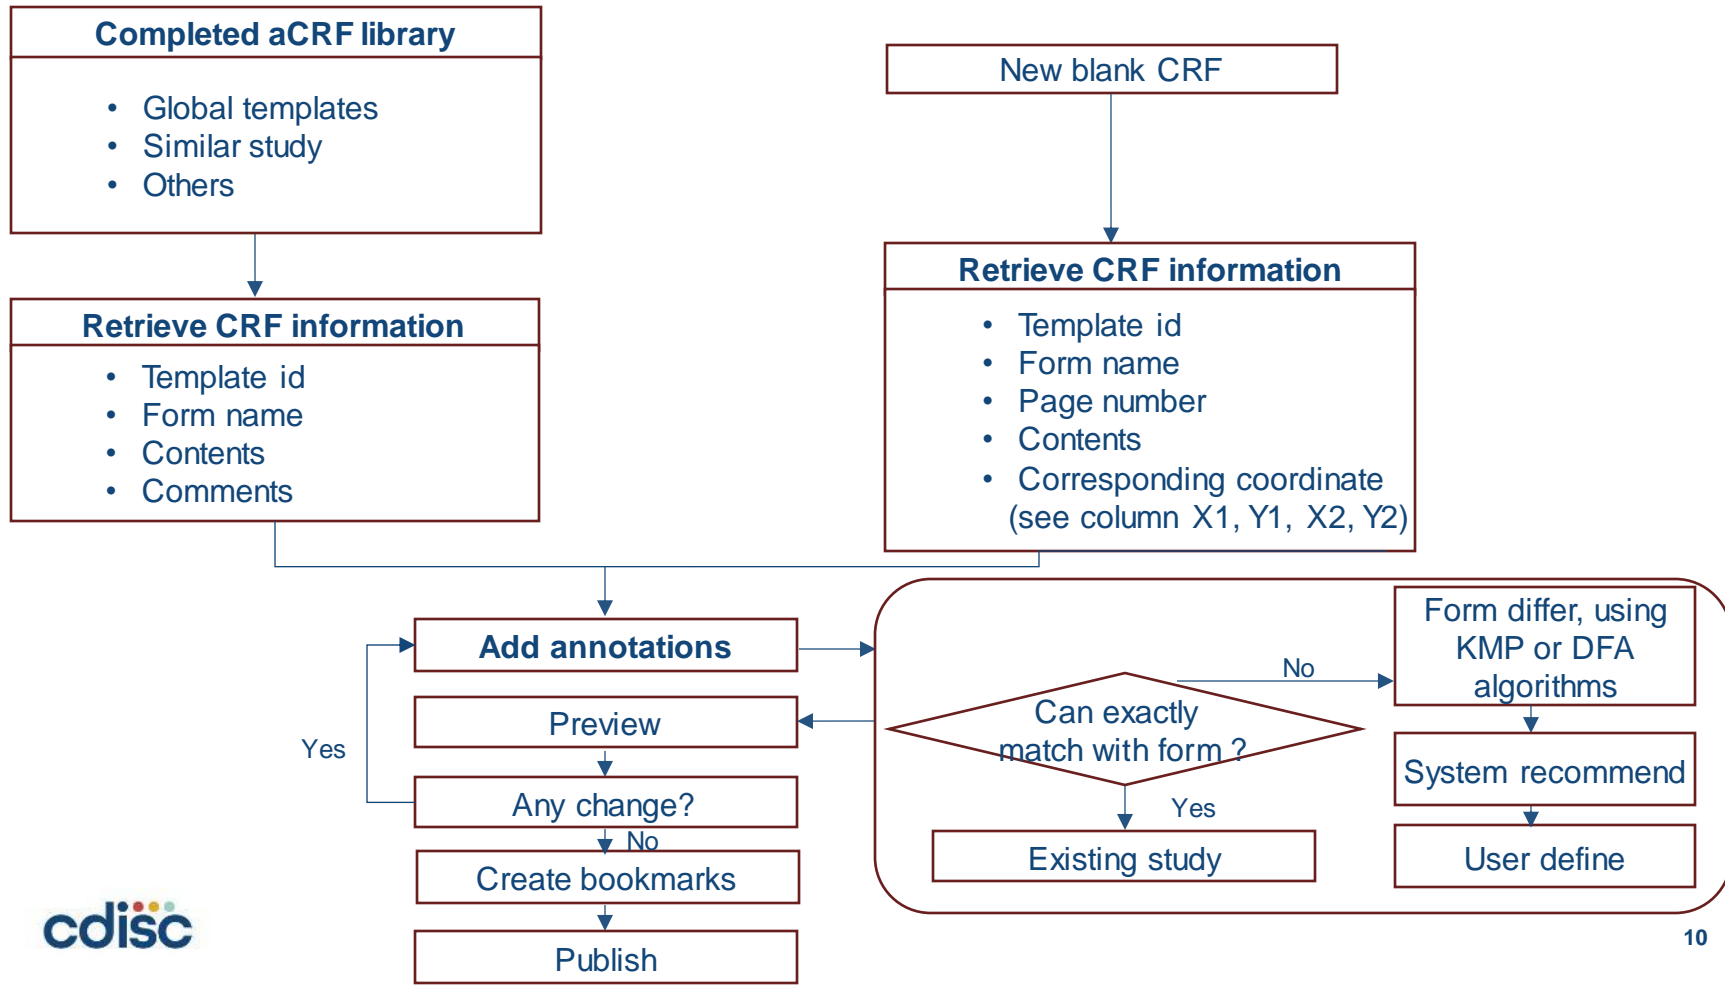 Completed aCRF library
• Global templates
• Similar study
• Others
New blank CRF
Retrieve CRF information
• Template id
• Form name
• Contents
• Comments
Retrieve CRF information
• Template id
• Form name
• Page number
• Contents
• Corresponding coordinate
(see column X1, Y1, X2, Y2)
Add annotations
Preview
Any change?
Yes
No
Create bookmarks
Publish
Can exactly
match with form ?
No
Yes
Existing study
Form differ, using
KMP or DFA
algorithms
System recommend
User define
cdisc
10